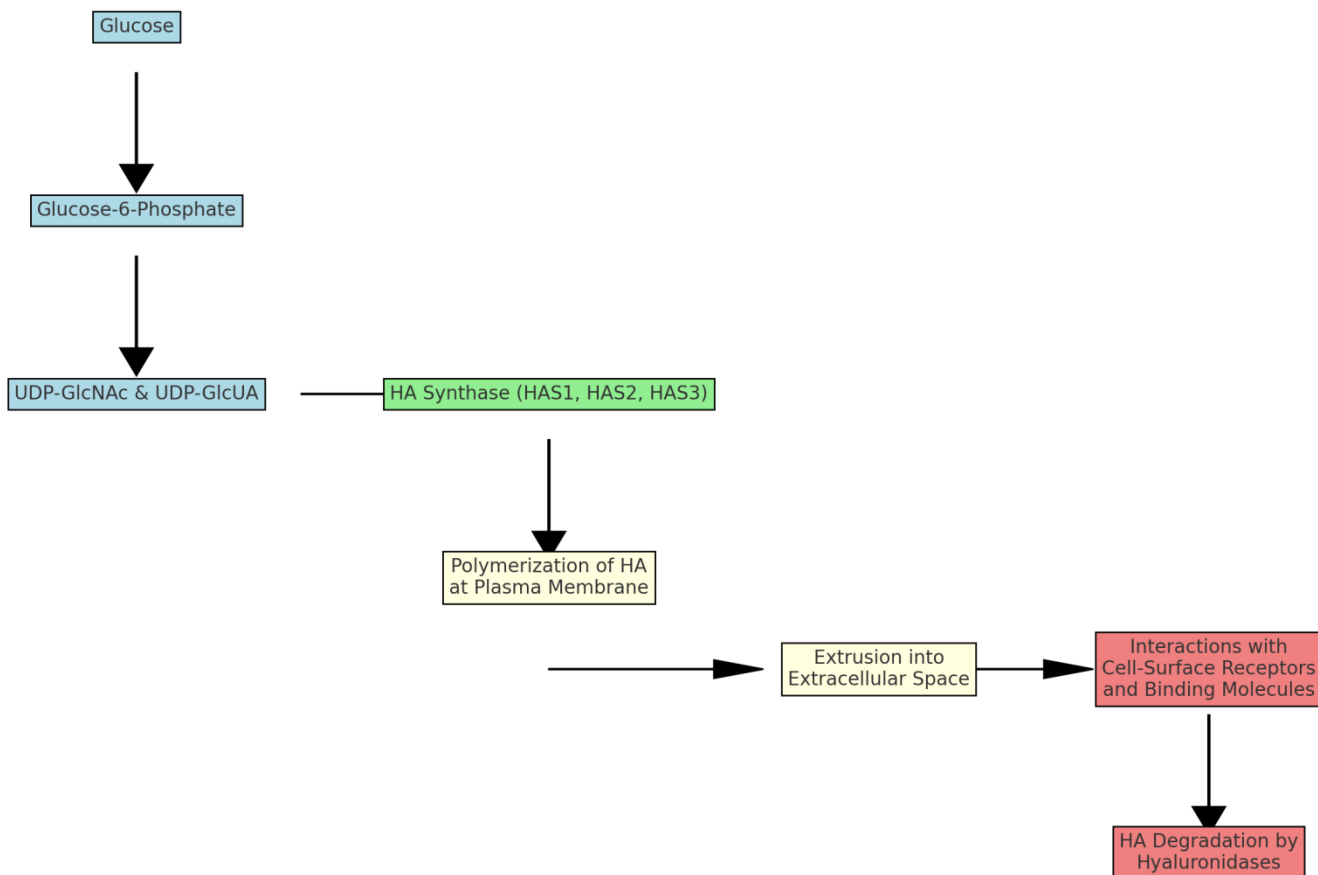 Glucose
Glucose-6-Phosphate
UDP-GlcNAc & UDP-GlcUA
HA Synthase (HAS1, HAS2, HAS3)
Polymerization of HA
at Plasma Membrane
Extrusion into
Extracellular Space
Interactions with
Cell-Surface Receptors
and Binding Molecules
HA Degradation by
Hyaluronidases